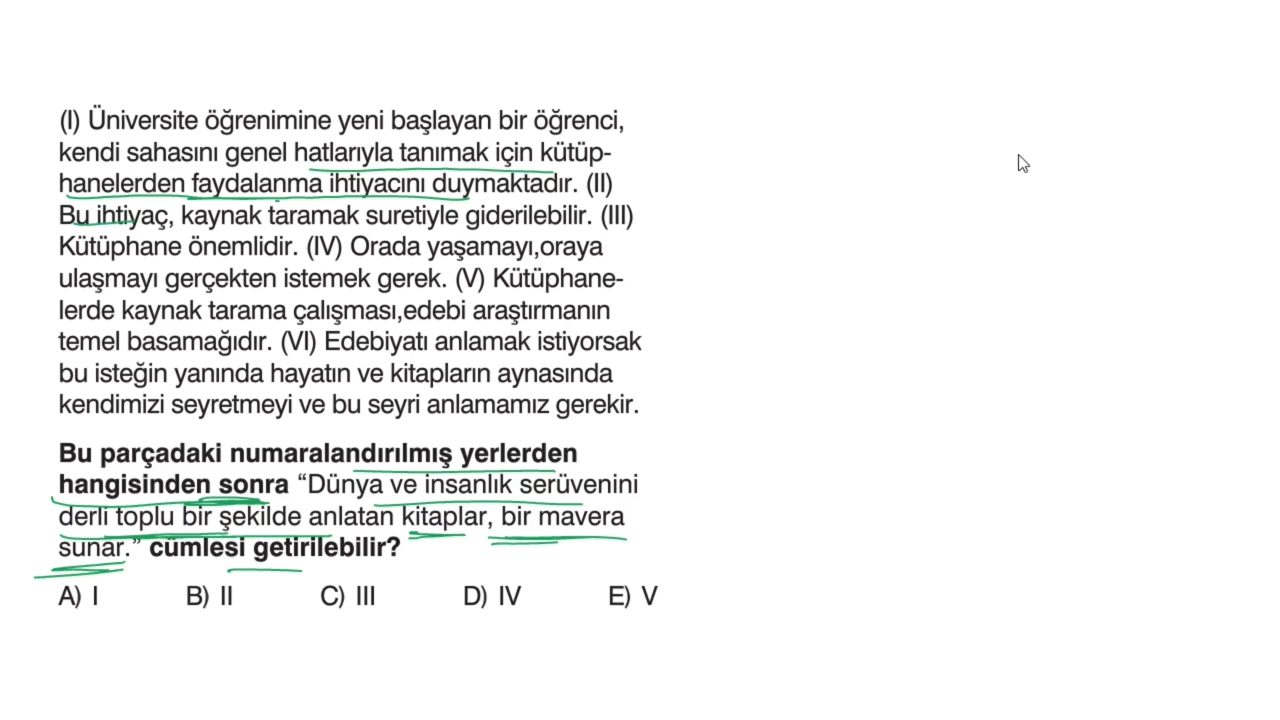 (I) Üniversite öğrenimine yeni başlayan bir öğrenci,
kendi sahasını genel hatlarıyla tanımak için kütüp-
hanelerden faydalanma ihtiyacını duymaktadır. (II)
Bu ihtiyaç, kaynak taramak suretiyle giderilebilir. (III)
Kütüphane önemlidir. (IV) Orada yaşamayı,oraya
ulaşmayı gerçekten istemek gerek. (V) Kütüphane-
lerde kaynak tarama çalışması,edebi araştırmanın
temel basamağıdır. (VI) Edebiyatı anlamak istiyorsak
bu isteğin yanında hayatın ve kitapların aynasında
kendimizi seyretmeyi ve bu seyri anlamamız gerekir.
Bu parçadaki numaralandırılmış yerlerden
hangisinden sonra “Dünya ve insanlık serüvenini
derli toplu bir şekilde anlatan kitaplar, bir mavera
sunar.” cümlesi getirilebilir?
A) I B) II C) III D) IV E) V